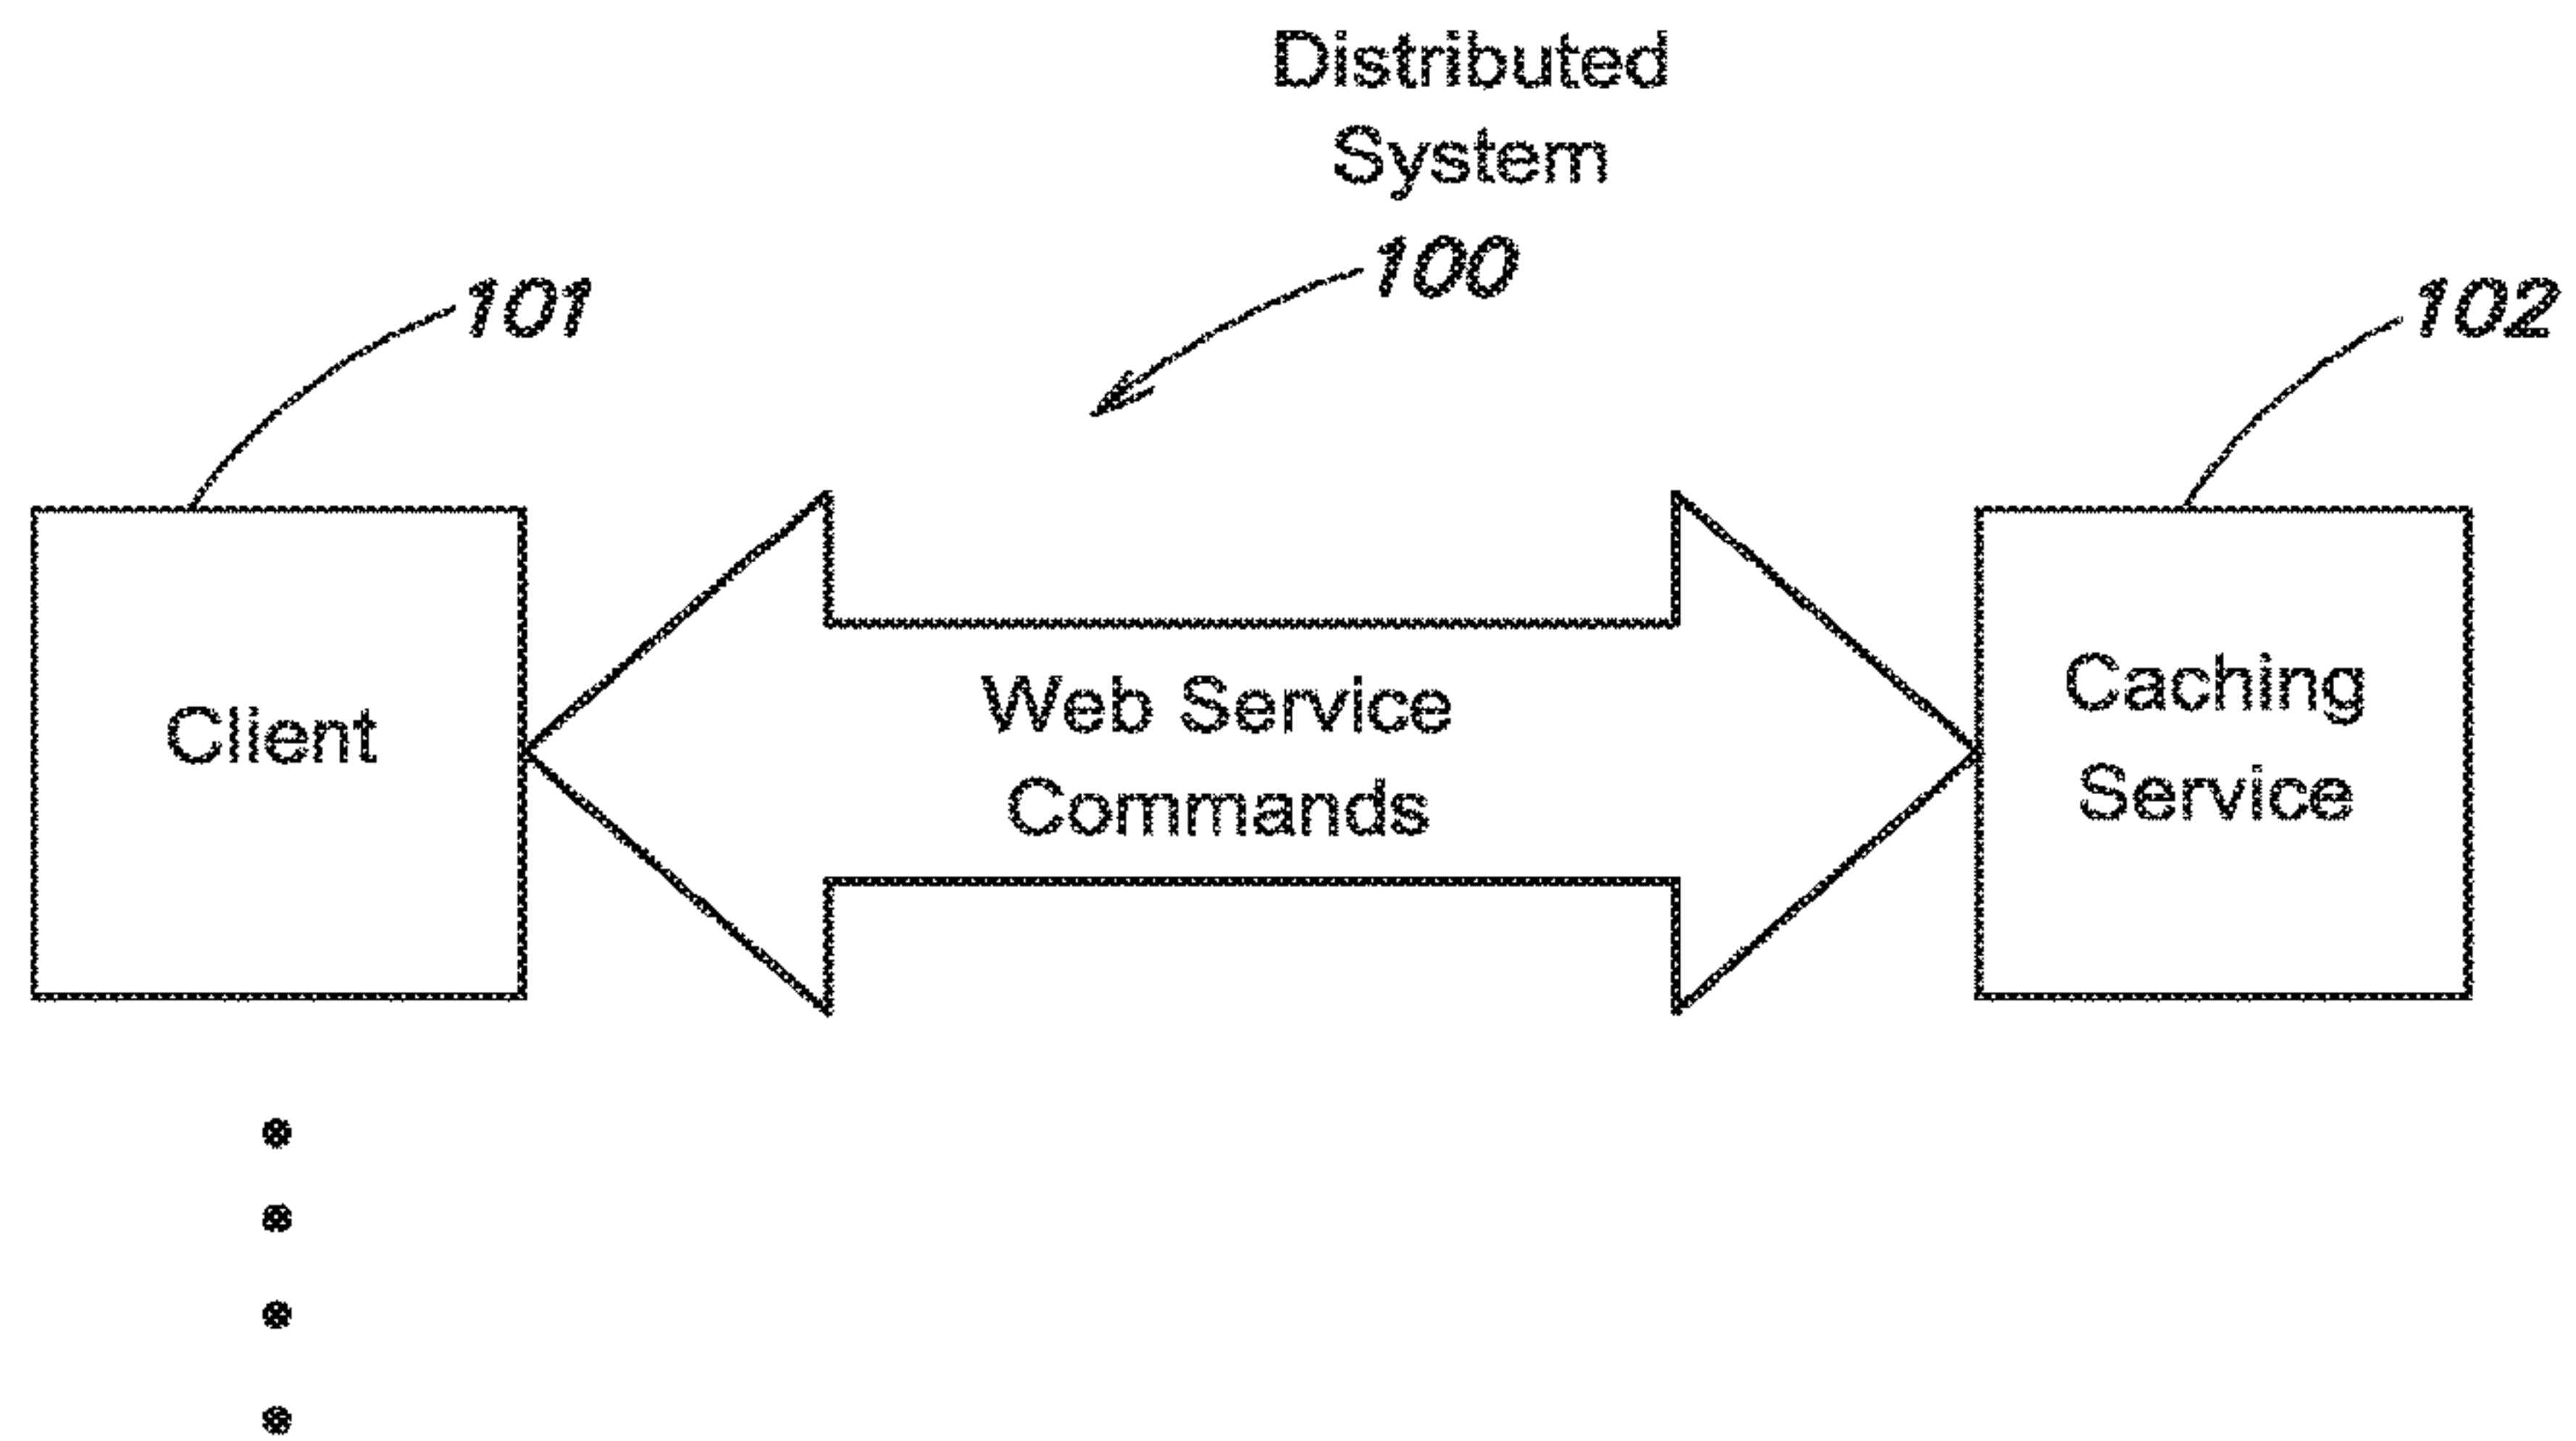 Distributed
System
100
101
102
Client
Web Service
Commands
Caching
Service